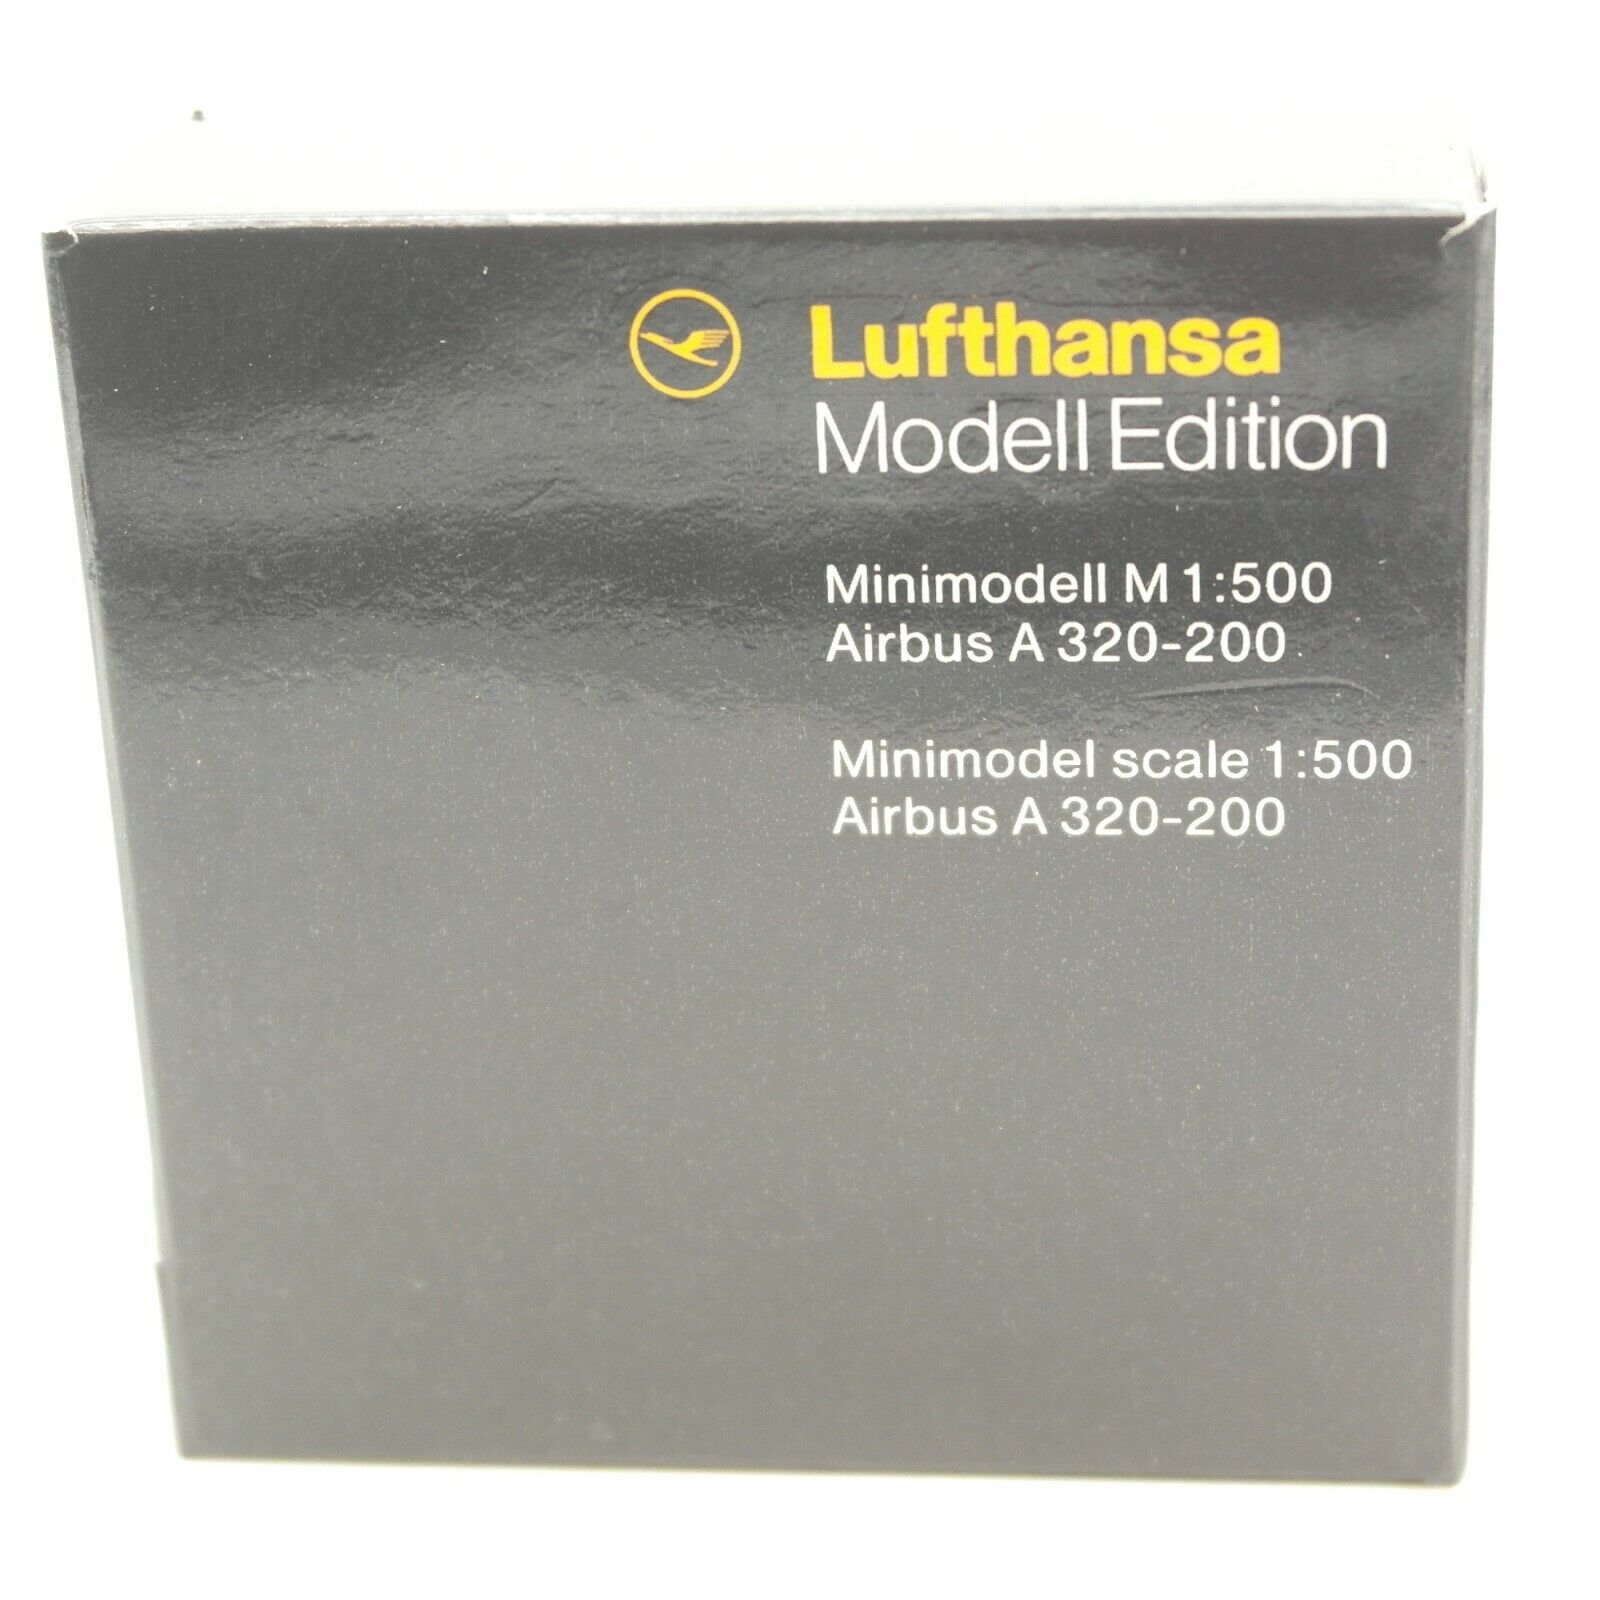 Lufthansa
Modell Edition
Minimodell M 1:500
Airbus A 320-200
Minimodel scale 1:500
Airbus A 320-200